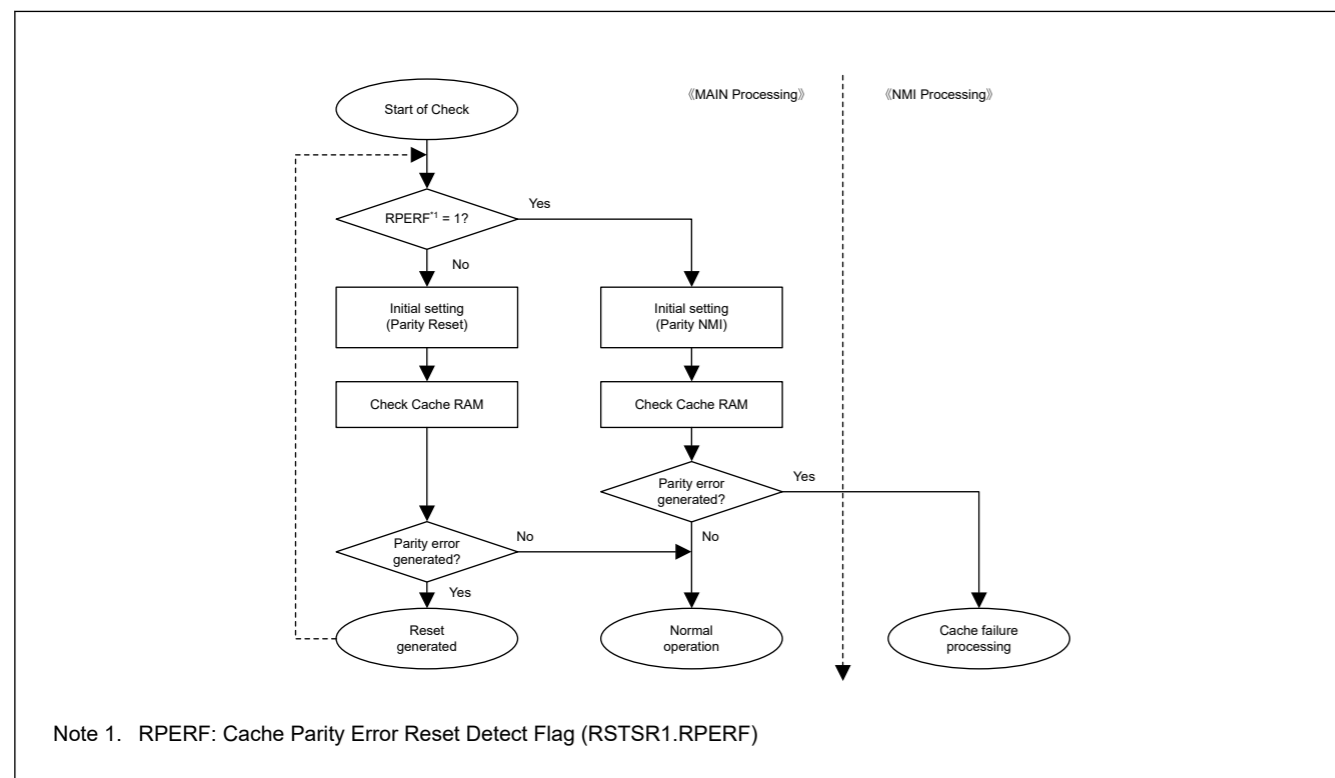 《MAIN Processing》
《NMI Processing》
Start of Check
RPERF*1 = 1?
Yes
No
Initial setting
(Parity Reset)
Initial setting
(Parity NMI)
Check Cache RAM
Check Cache RAM
Parity error
generated?
Yes
No
Parity error
generated?
No
Yes
Reset
generated
Normal
operation
Cache failure
processing
Note 1. RPERF: Cache Parity Error Reset Detect Flag (RSTSR1.RPERF)